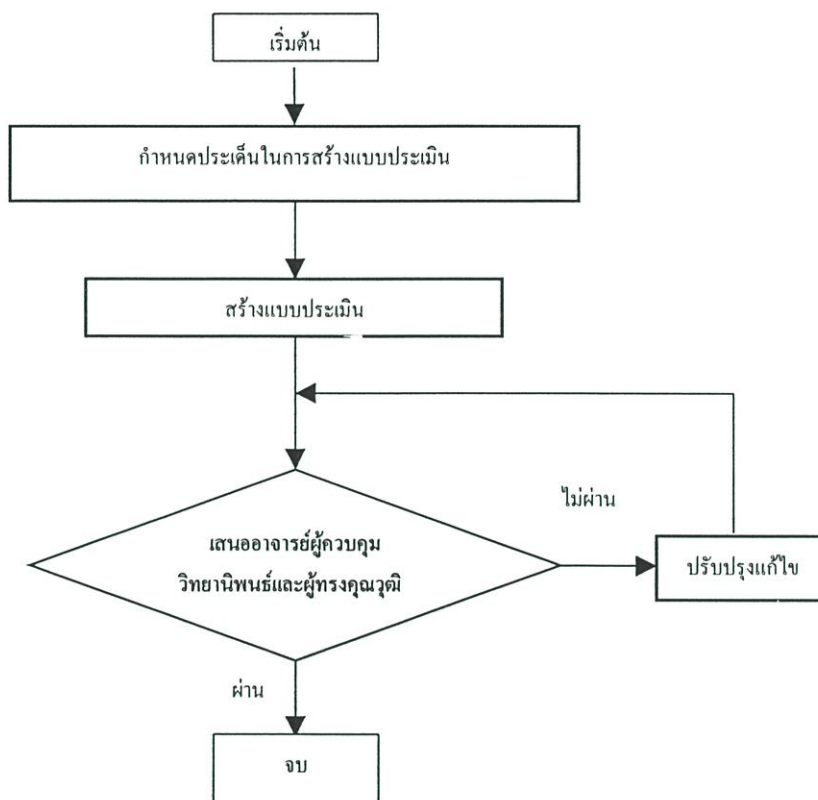 เริ่มต้น
กำหนดประเด็นในการสร้างแบบประเมิน
สร้างแบบประเมิน
ไม่ผ่าน
เสนออาจารย์ผู้ควบคุม
วิทยานิพนธ์และผู้ทรงคุณวุฒิ
ปรับปรุงแก้ไข
ผ่าน
จบ